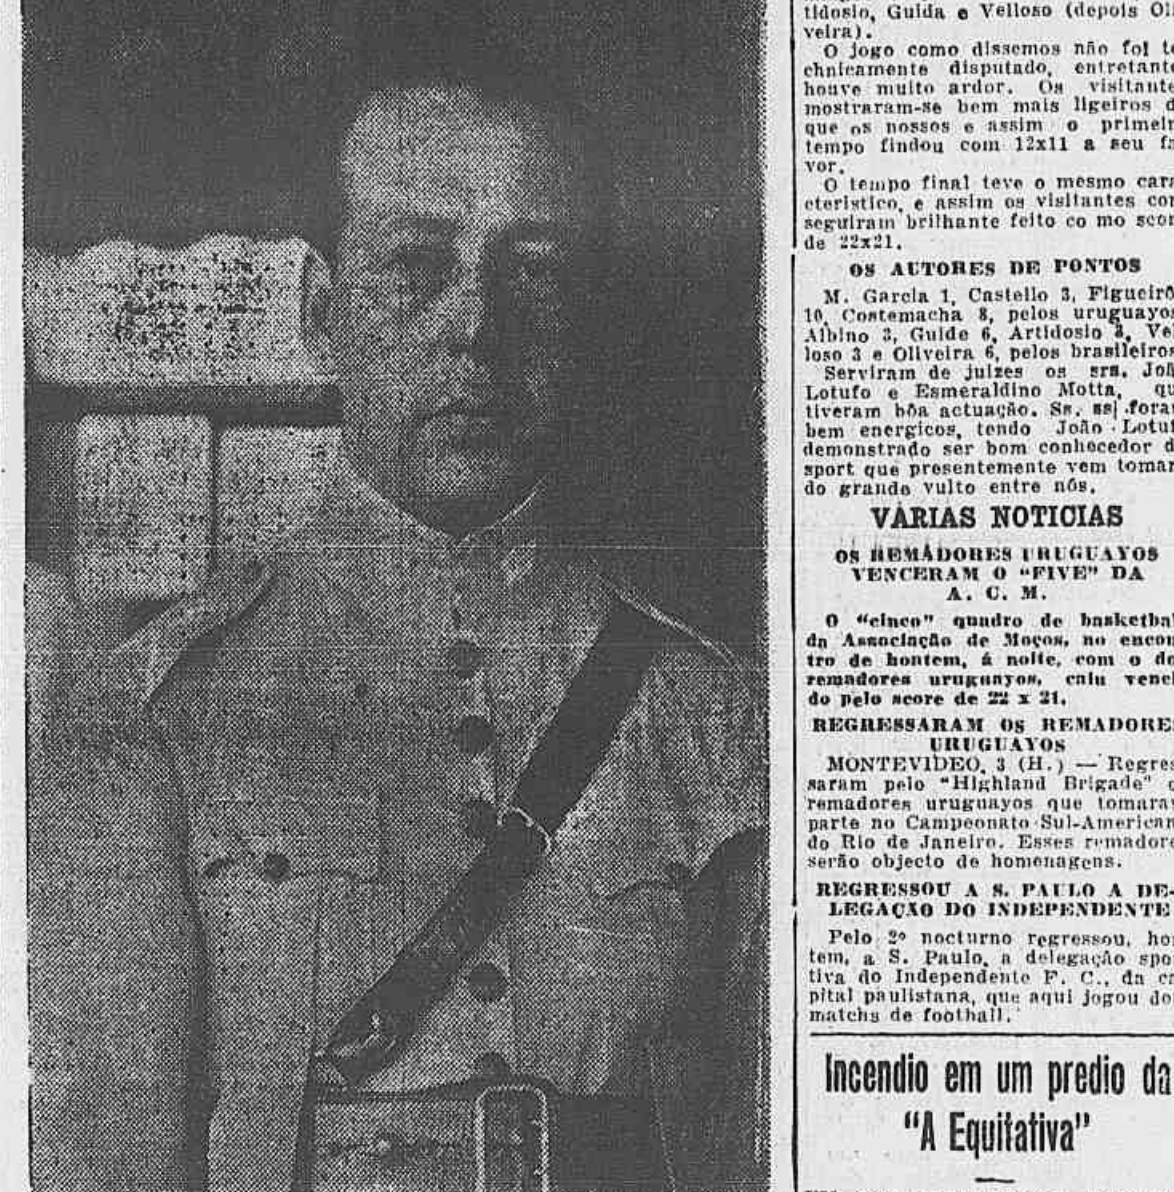 tidosio, Guida e Velloso (depois Oli
veira).
O jogo como dissemos não foi te
chnicamente disputado, entretanto
houve muito ardor. Os visitante
mostraram-se bem mais ligeiros d
que os nossos e assim o primeir
tempo findou com 12x11 a seu fa
vor.
O tempo final teve o mesmo cara
cteristico, e assim os visitantes con
seguiram brilhante feito co mo scor
de 22x21.
OS AUTORES DE PONTOS
M. Garcia 1, Castello 3, Figueirô
10, Costemacha 8, pelos uruguayos
Albino 3, Guide 6, Artidosio 3, Vel
loso 3 e Oliveira 6, pelos brasileiros
Serviram de juizes os srs. Joã
Lotufo e Esmeraldino Motta, qu
tiveram bôa actuação. Ss. ss. foram
bem energicos, tendo João Lotuf
demonstrado ser bom conhecedor d
sport que presentemente vem toman
do grande vulto entre nós.
VARIAS NOTICIAS
OS REMADORES URUGUAYOS
VENCERAM O "FIVE" DA
A. C. M.
O "cinco" quadro de basketbal
da Associação de Moços, no encon
tro de hontem, á noite, com o do
remadores uruguayos, caiu venci
do pelo score de 22 x 21.
REGRESSARAM OS REMADORES
URUGUAYOS
MONTEVIDEO, 3 (H.) — Regres
saram pelo "Highland Brigade" o
remadores uruguayos que tomaram
parte no Campeonato Sul-American
do Rio de Janeiro. Esses remadore
serão objecto de homenagens.
REGRESSOU A S. PAULO A DE-
LEGAÇÃO DO INDEPENDENTE
Pelo 2º nocturno regressou, hon
tem, a S. Paulo, a delegação spor
tiva do Independente F. C., da ca
pital paulistana, que aqui jogou do
matchs de football.
Incendio em um predio da
"A Equitativa"